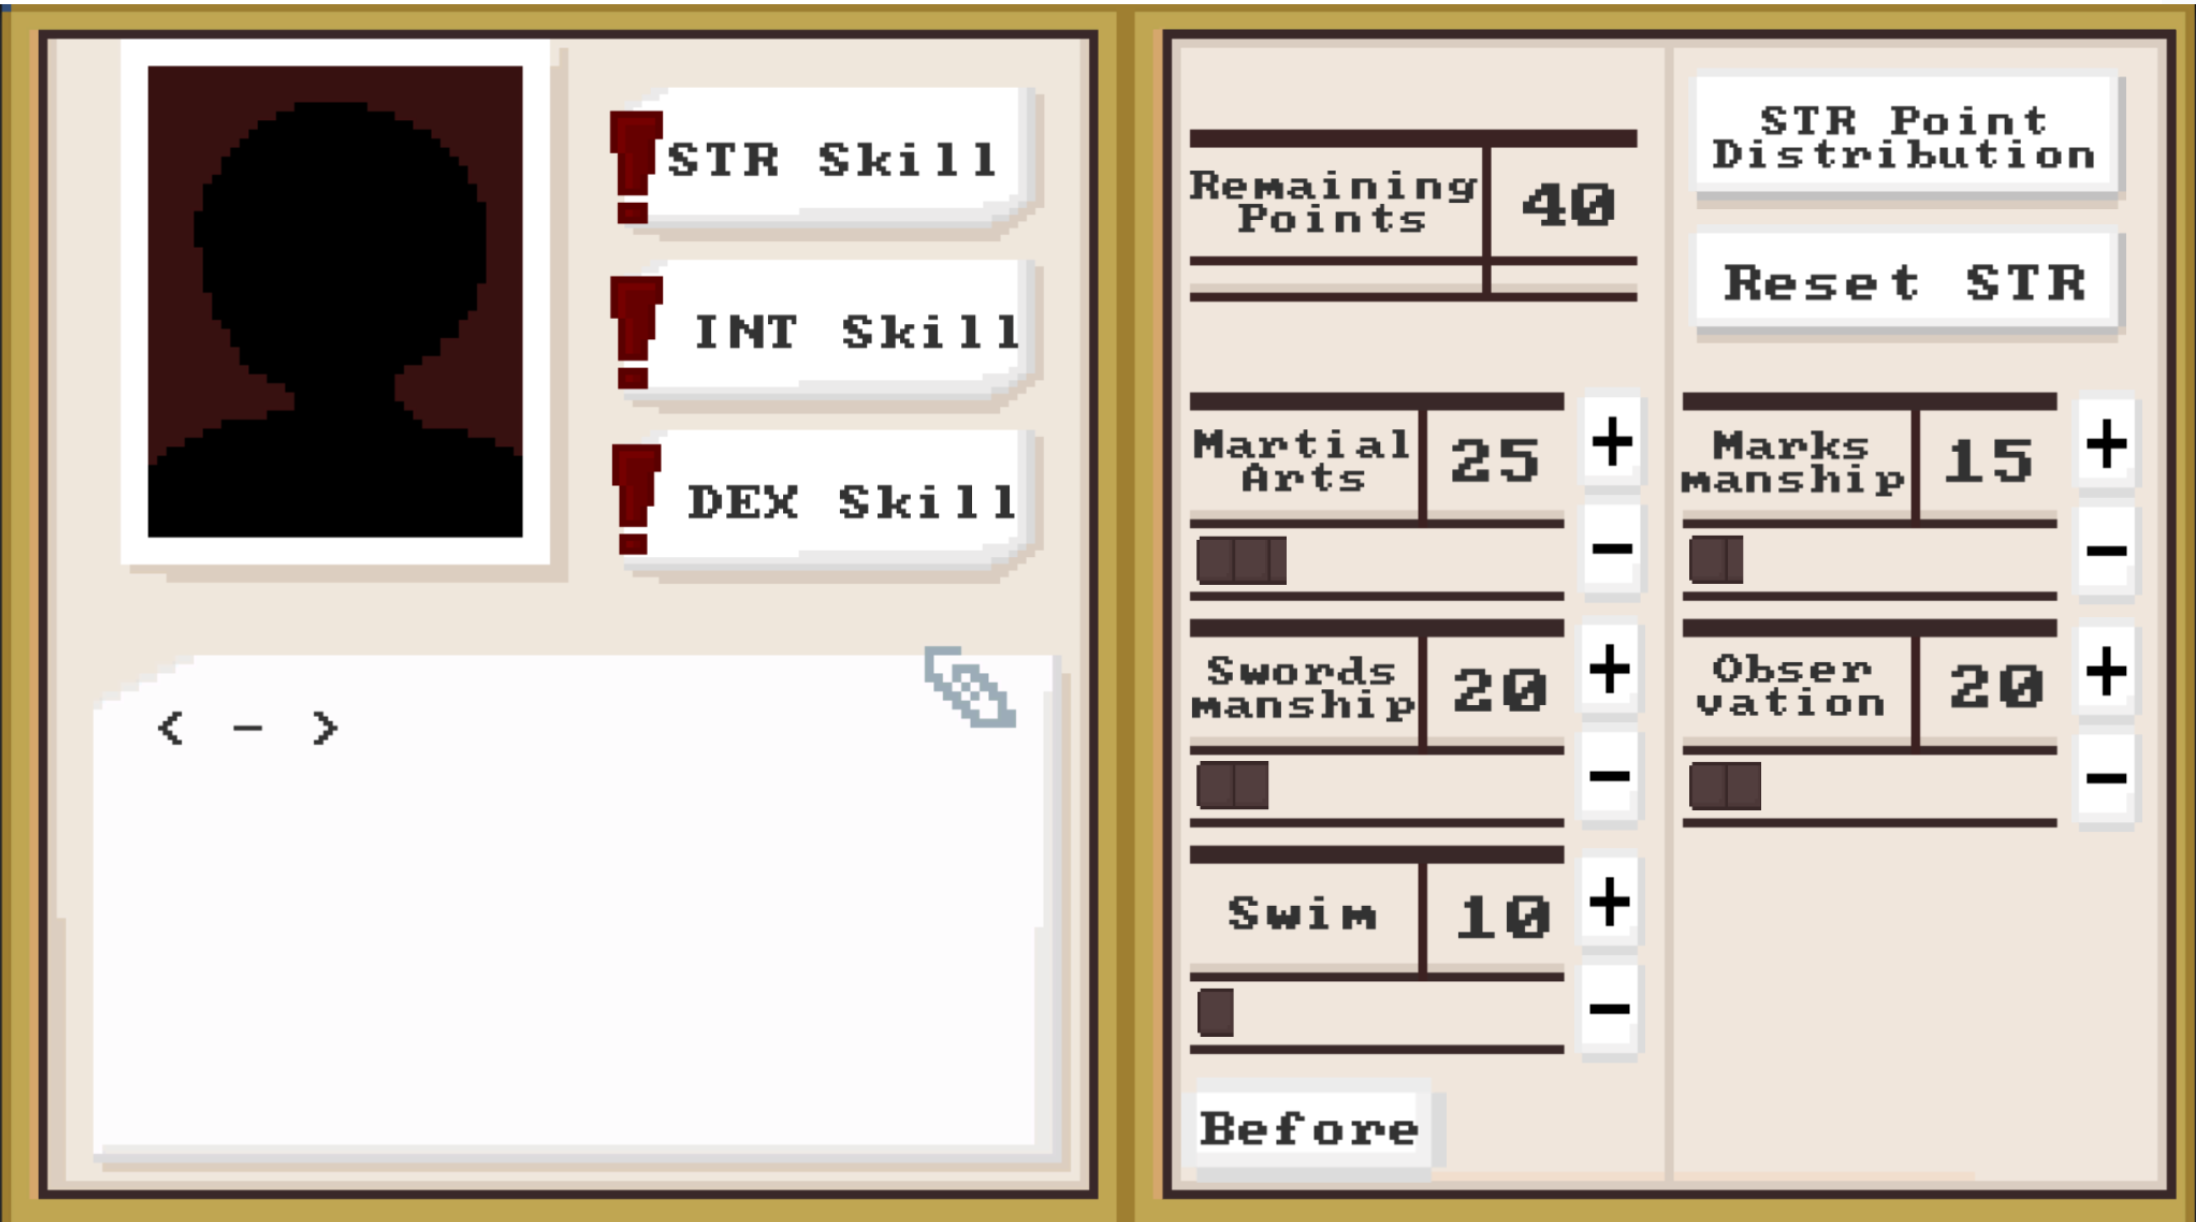 STR Skill
INT Skill
DEX Skill
< - >
Remaining
Points
40
STR Point
Distribution
Reset STR
Martial
Arts
25
+
-
Marks
manship
15
+
-
Swords
manship
20
+
-
Obser
vation
20
+
-
Swim
10
+
-
Before